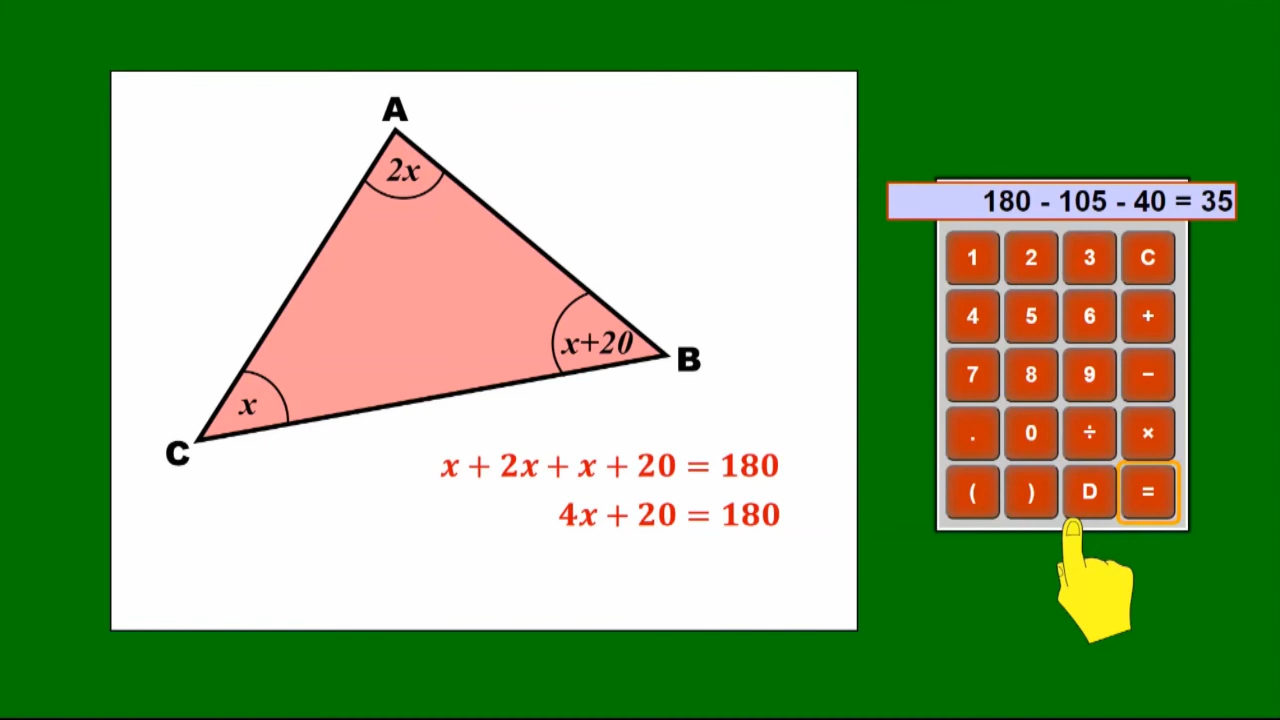 A
2x
x+20
B
x
C
x + 2x + x + 20 = 180
4x + 20 = 180
180 - 105 - 40 = 35
1 2 3 C
4 5 6 +
7 8 9 −
. 0 ÷ ×
( ) D =